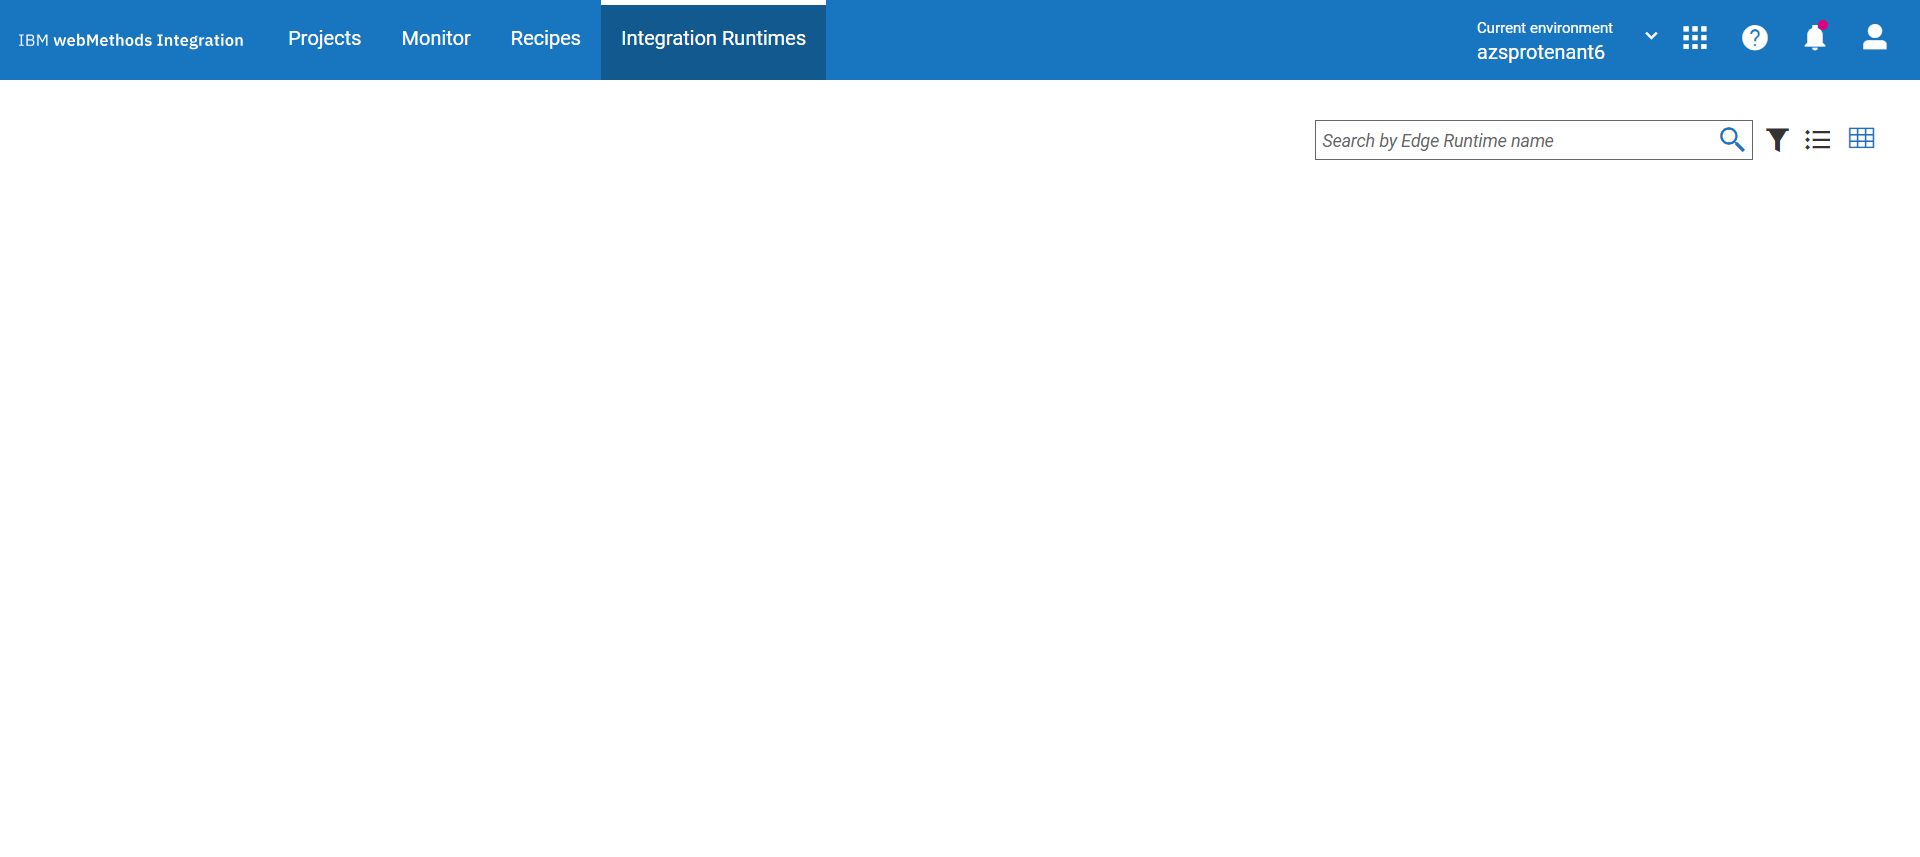 IBM webMethods Integration
Projects
Monitor
Recipes
Integration Runtimes
Current environment
azsprotenant6
Search by Edge Runtime name